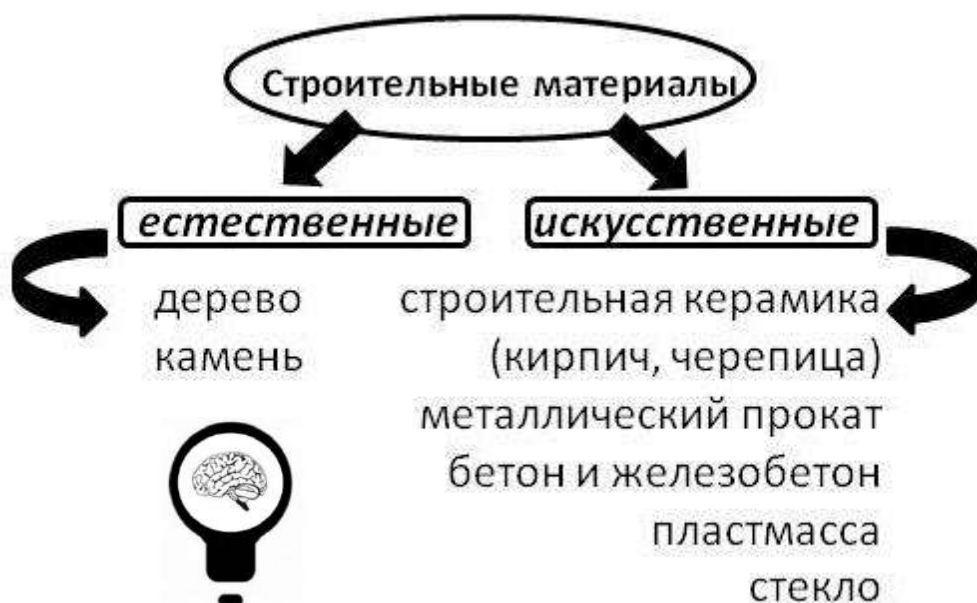 Строительные материалы
естественные
искусственные
дерево
камень
строительная керамика
(кирпич, черепица)
металлический прокат
бетон и железобетон
пластмасса
стекло